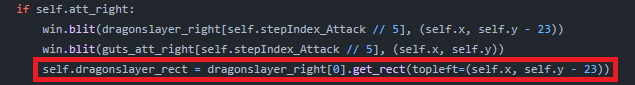 if self.att_right:
win.blit(dragonslayer_right[self.stepIndex_Attack // 5], (self.x, self.y - 23))
win.blit(guts_att_right[self.stepIndex_Attack // 5], (self.x, self.y))
self.dragonslayer_rect = dragonslayer_right[0].get_rect(topleft=(self.x, self.y - 23))